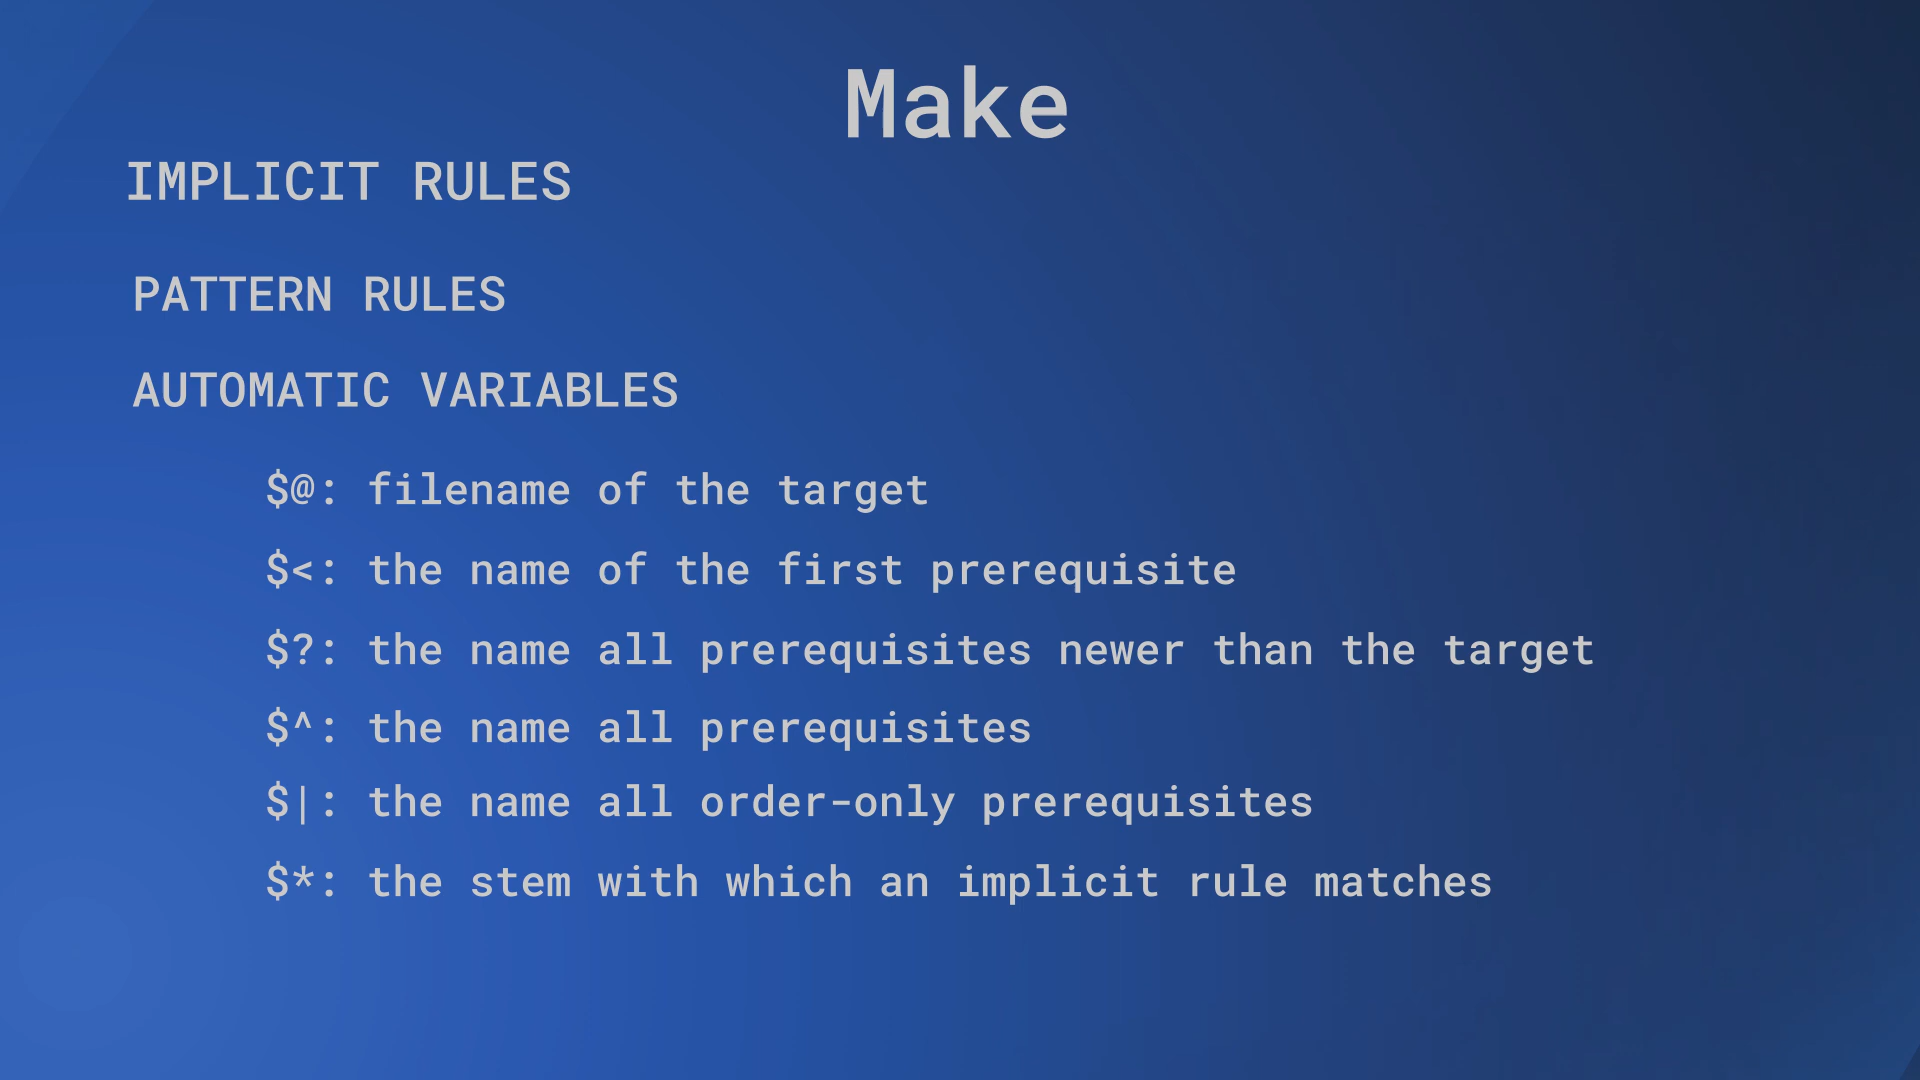 Make
IMPLICIT RULES
PATTERN RULES
AUTOMATIC VARIABLES
$@: filename of the target
$<: the name of the first prerequisite
$?: the name all prerequisites newer than the target
$^: the name all prerequisites
$|: the name all order-only prerequisites
$*: the stem with which an implicit rule matches